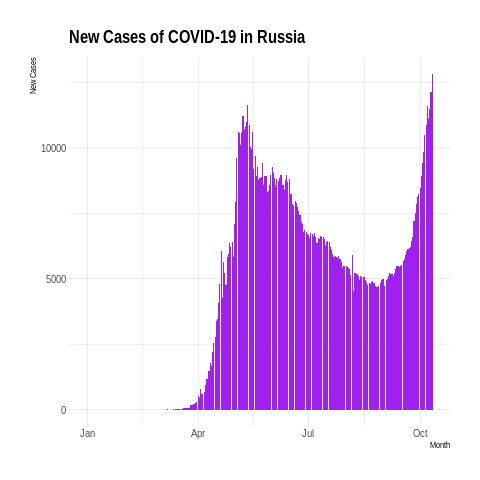 New Cases of COVID-19 in Russia
New Cases
10000
5000
0
Jan Apr Jul Oct
Month